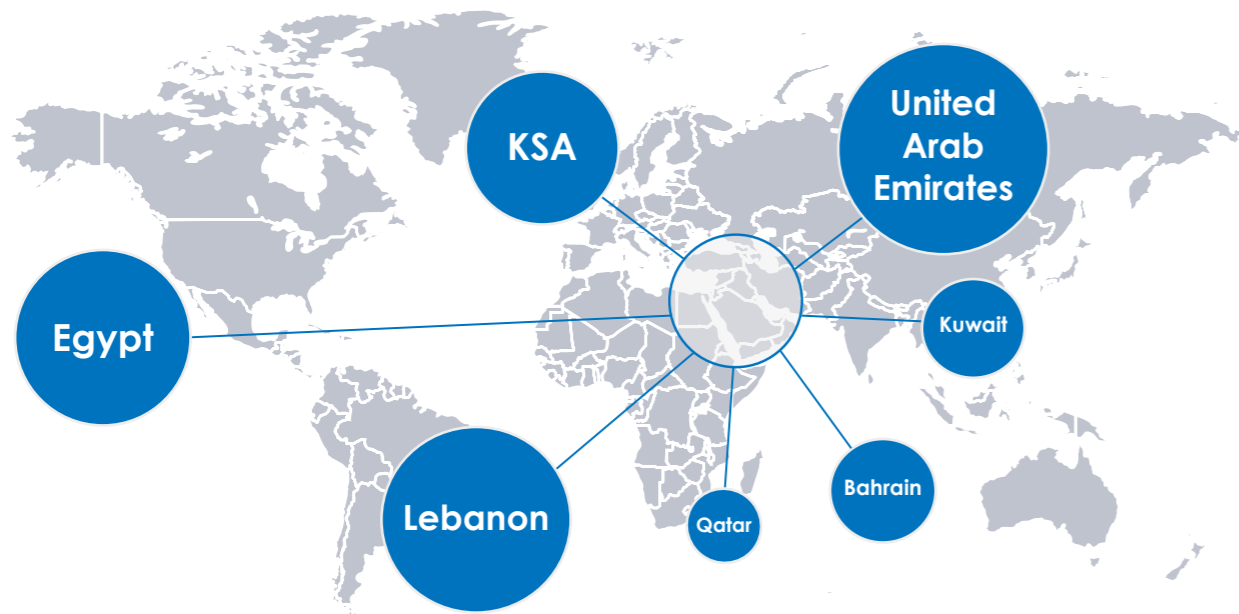 KSA
United
Arab
Emirates
Egypt
Kuwait
Lebanon
Bahrain
Qatar